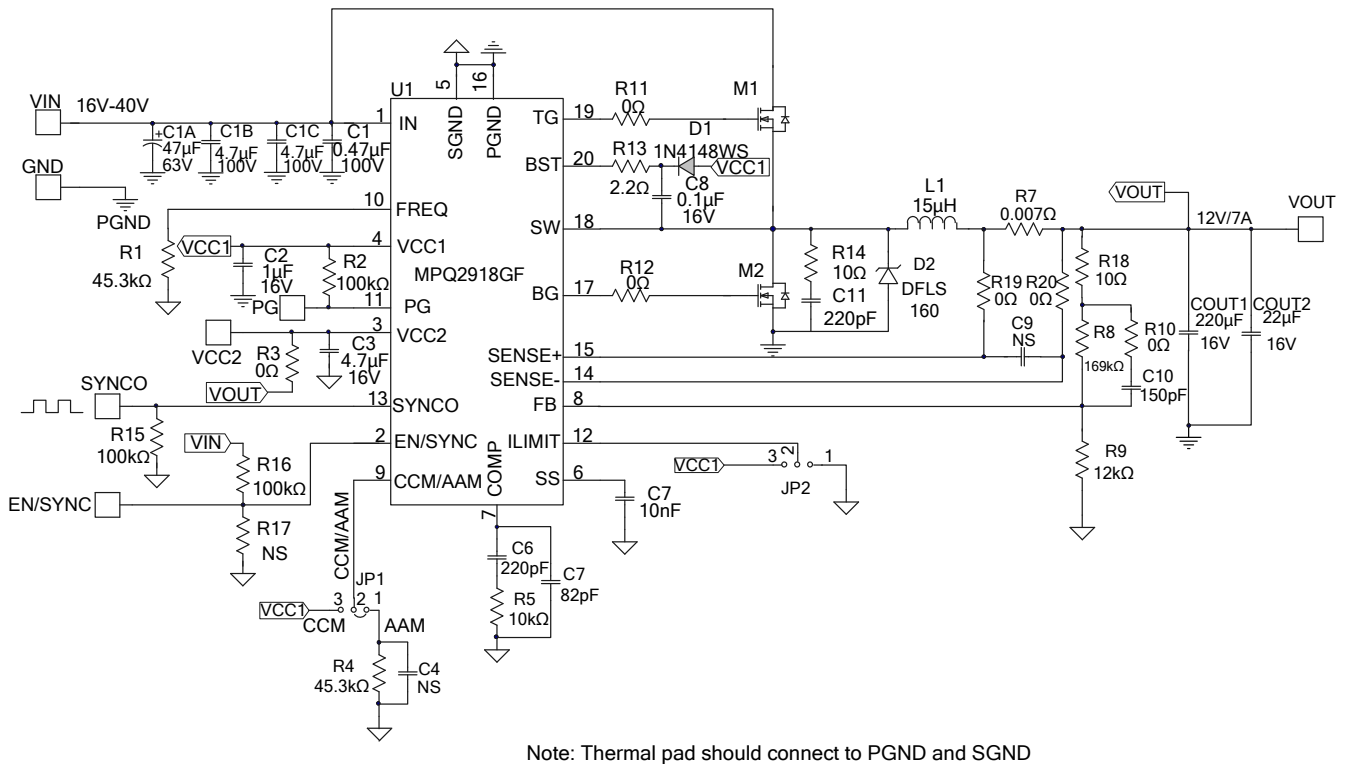 U1
5
16
SGND
PGND
VIN
16V-40V
1
IN
+C1A
47µF
63V
C1B
4.7µF
100V
C1C
4.7µF
100V
C1
0.47µF
100V
GND
PGND
10
FREQ
R1
45.3kΩ
VCC1
4
VCC1
C2
1µF
16V
R2
100kΩ
MPQ2918GF
PG
11
PG
3
VCC2
VCC2
R3
0Ω
C3
4.7µF
16V
VOUT
SYNCO
13
SYNCO
R15
100kΩ
VIN
2
EN/SYNC
R16
100kΩ
9
CCM/AAM
EN/SYNC
R17
NS
CCM/AAM
JP1
VCC1
3
2
1
CCM
AAM
R4
45.3kΩ
C4
NS
COMP
7
C6
220pF
C7
82pF
R5
10kΩ
TG
19
R11
0Ω
M1
D1
1N4148WS
BST
20
R13
2.2Ω
VCC1
C8
0.1µF
16V
SW
18
L1
15µH
R7
0.007Ω
VOUT
12V/7A
VOUT
BG
17
R12
0Ω
M2
R14
10Ω
C11
220pF
D2
DFLS
160
R19
0Ω
R20
0Ω
R18
10Ω
C9
NS
R8
169kΩ
R10
0Ω
C10
150pF
COUT1
220µF
16V
COUT2
22µF
16V
SENSE+
15
SENSE-
14
FB
8
ILIMIT
12
VCC1
3
2
1
JP2
R9
12kΩ
SS
6
C7
10nF
Note: Thermal pad should connect to PGND and SGND